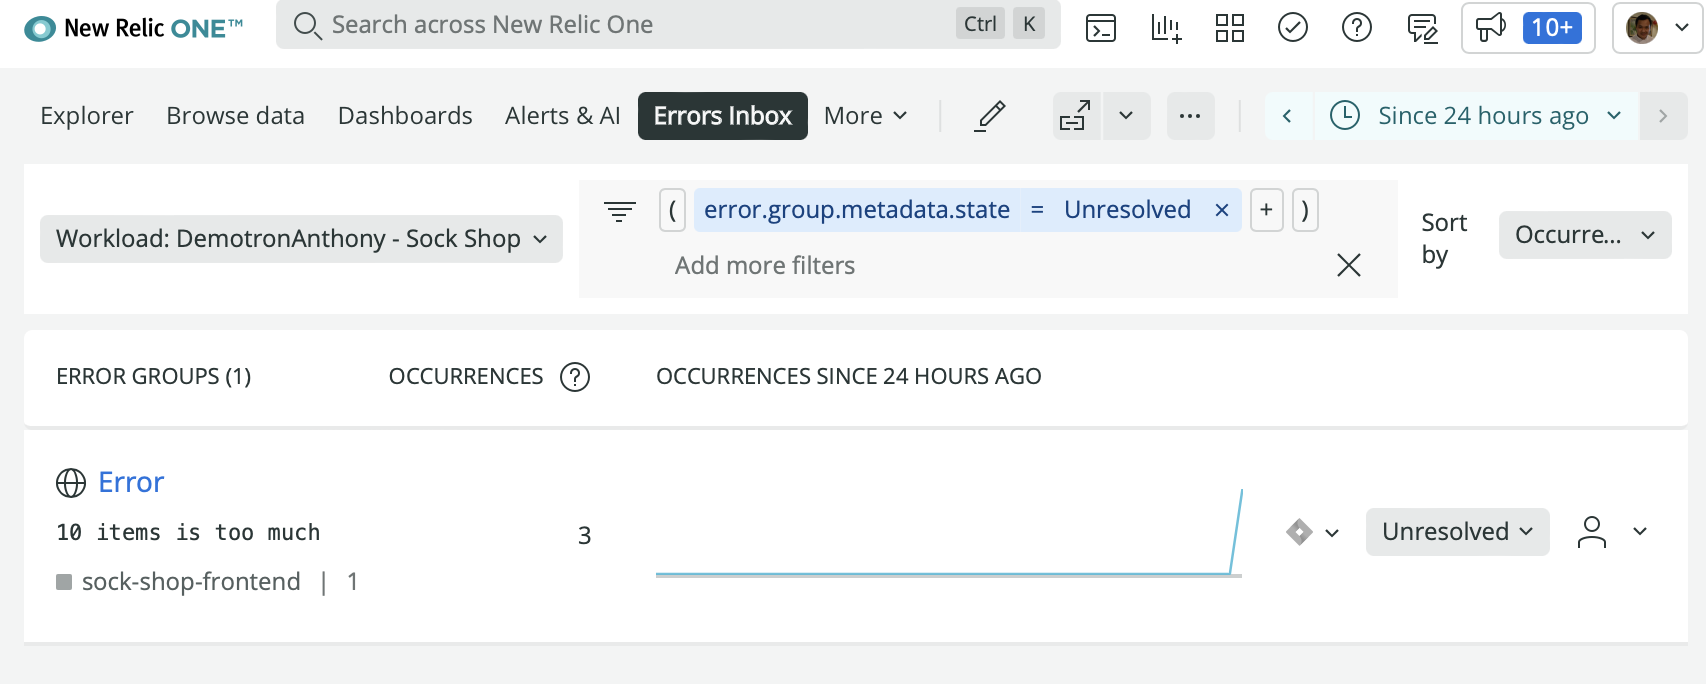 New Relic ONE™
Search across New Relic One
Ctrl K
10+
Explorer Browse data Dashboards Alerts & AI Errors Inbox More
Since 24 hours ago
Workload: DemotronAnthony - Sock Shop
( error.group.metadata.state = Unresolved × + )
Add more filters
Sort by
Occurre...
ERROR GROUPS (1) OCCURRENCES ? OCCURRENCES SINCE 24 HOURS AGO
Error
10 items is too much
3
Unresolved
sock-shop-frontend | 1